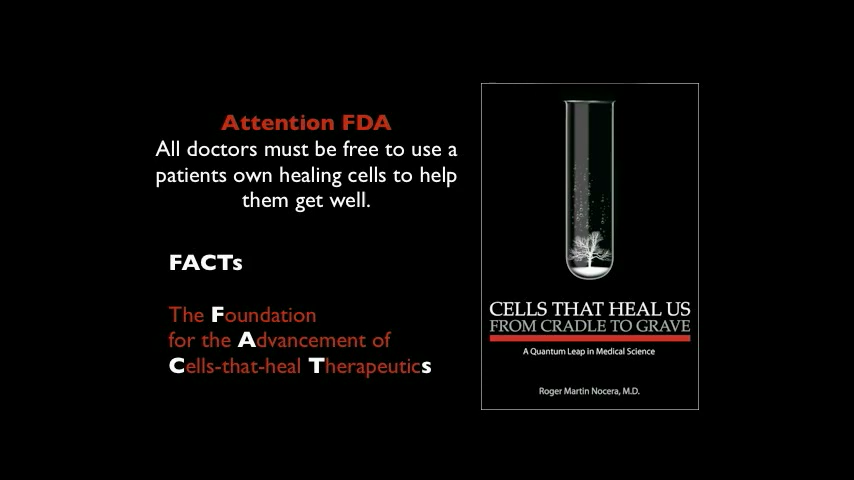 Attention FDA
All doctors must be free to use a
patients own healing cells to help
them get well.
FACTs
The Foundation
for the Advancement of
Cells-that-heal Therapeutics
CELLS THAT HEAL US
FROM CRADLE TO GRAVE
A Quantum Leap in Medical Science
Roger Martin Nocera, M.D.